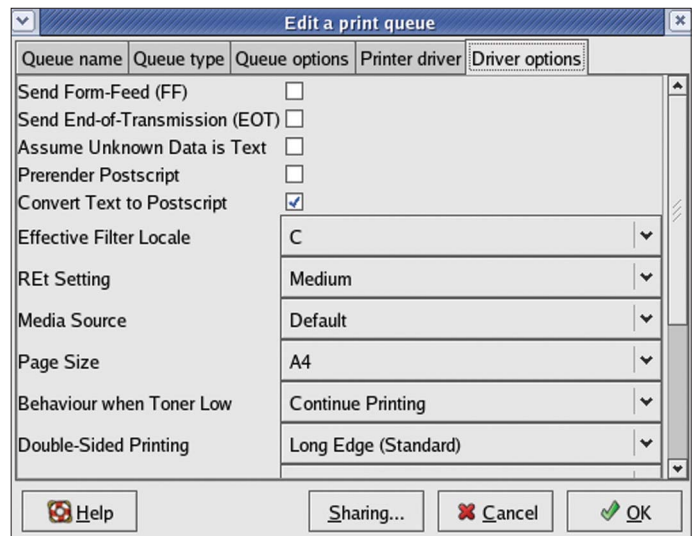 Edit a print queue
Queue name Queue type Queue options Printer driver Driver options
Send Form-Feed (FF)
Send End-of-Transmission (EOT)
Assume Unknown Data is Text
Prerender Postscript
Convert Text to Postscript
Effective Filter Locale C
REt Setting Medium
Media Source Default
Page Size A4
Behaviour when Toner Low Continue Printing
Double-Sided Printing Long Edge (Standard)
Help Sharing... Cancel OK